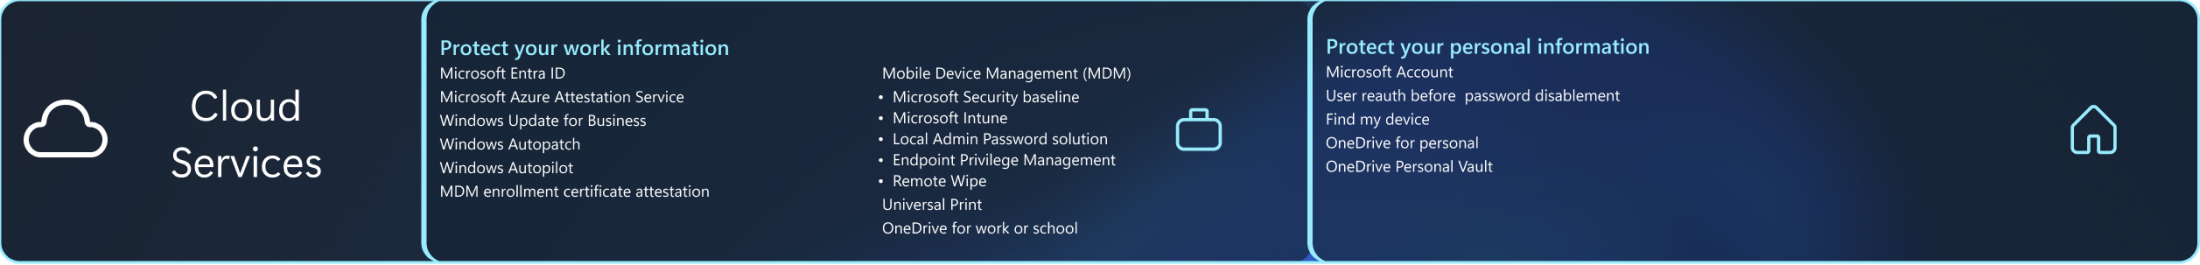 Cloud
Services
Protect your work information
Microsoft Entra ID
Microsoft Azure Attestation Service
Windows Update for Business
Windows Autopatch
Windows Autopilot
MDM enrollment certificate attestation
Mobile Device Management (MDM)
• Microsoft Security baseline
• Microsoft Intune
• Local Admin Password solution
• Endpoint Privilege Management
• Remote Wipe
Universal Print
OneDrive for work or school
Protect your personal information
Microsoft Account
User reauth before  password disablement
Find my device
OneDrive for personal
OneDrive Personal Vault